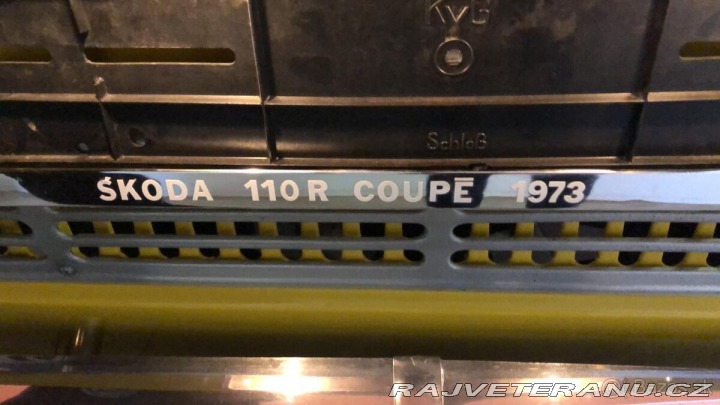 KvG
Schloß
ŠKODA 110 R COUPĒ 1973
RAJVETERANU.CZ